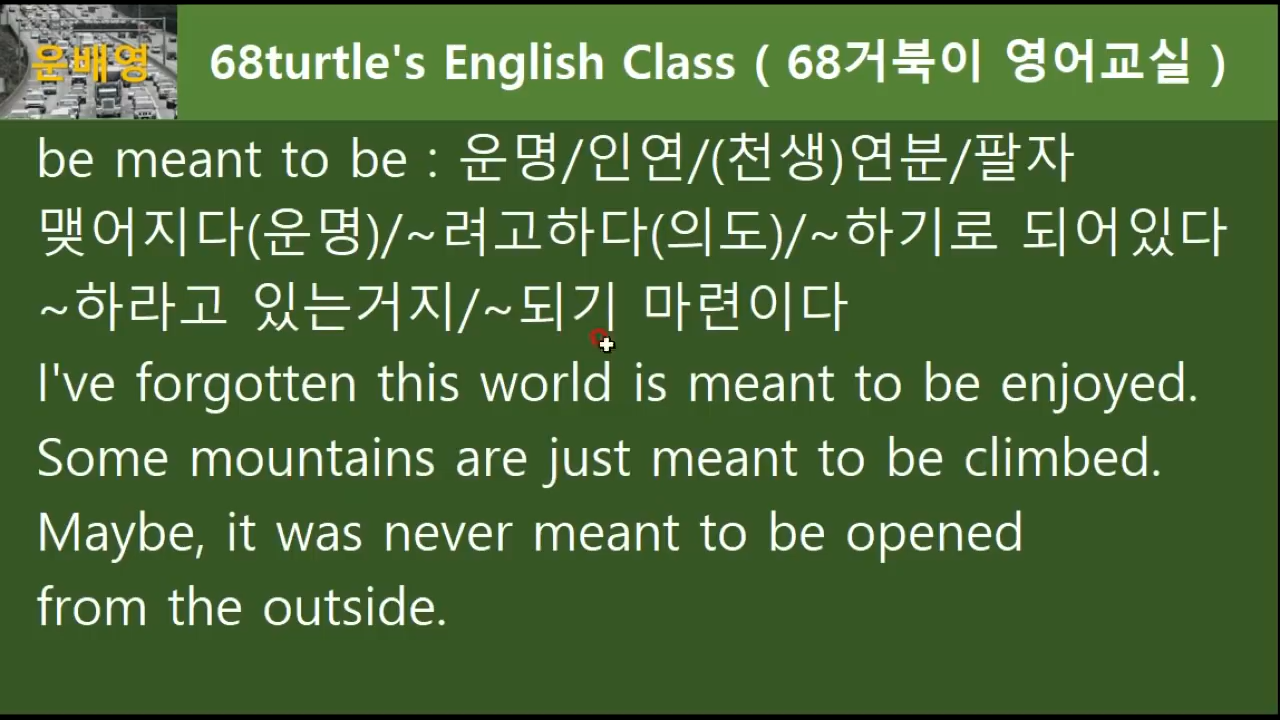 운배영
68turtle's English Class ( 68거북이 영어교실 )
be meant to be : 운명/인연/(천생)연분/팔자
맺어지다(운명)/~려고하다(의도)/~하기로 되어있다
~하라고 있는거지/~되기 마련이다
I've forgotten this world is meant to be enjoyed.
Some mountains are just meant to be climbed.
Maybe, it was never meant to be opened
from the outside.